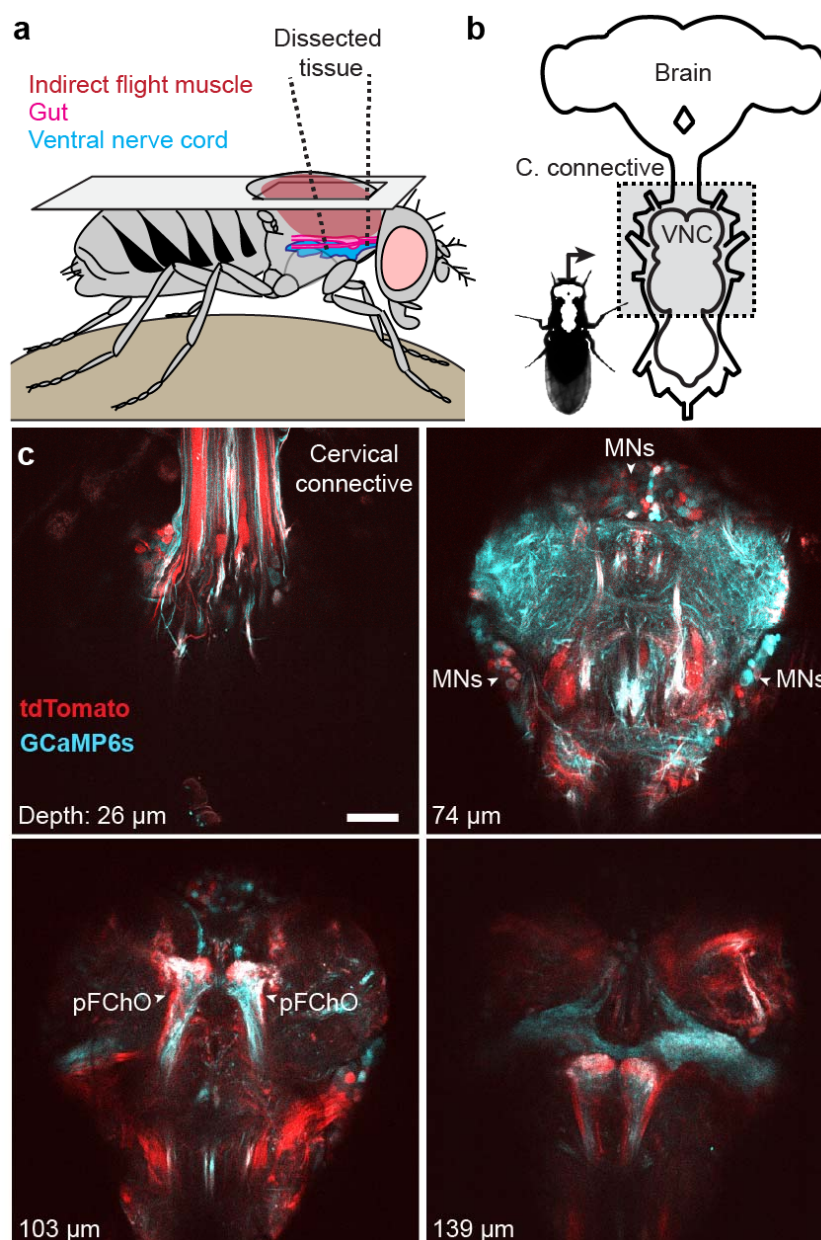 a
Dissected
tissue
Indirect flight muscle
Gut
Ventral nerve cord
b
Brain
C. connective
VNC
c
Cervical
connective
tdTomato
GCaMP6s
Depth: 26 µm
MNs
MNs
MNs
74 µm
pFChO
pFChO
103 µm
139 µm